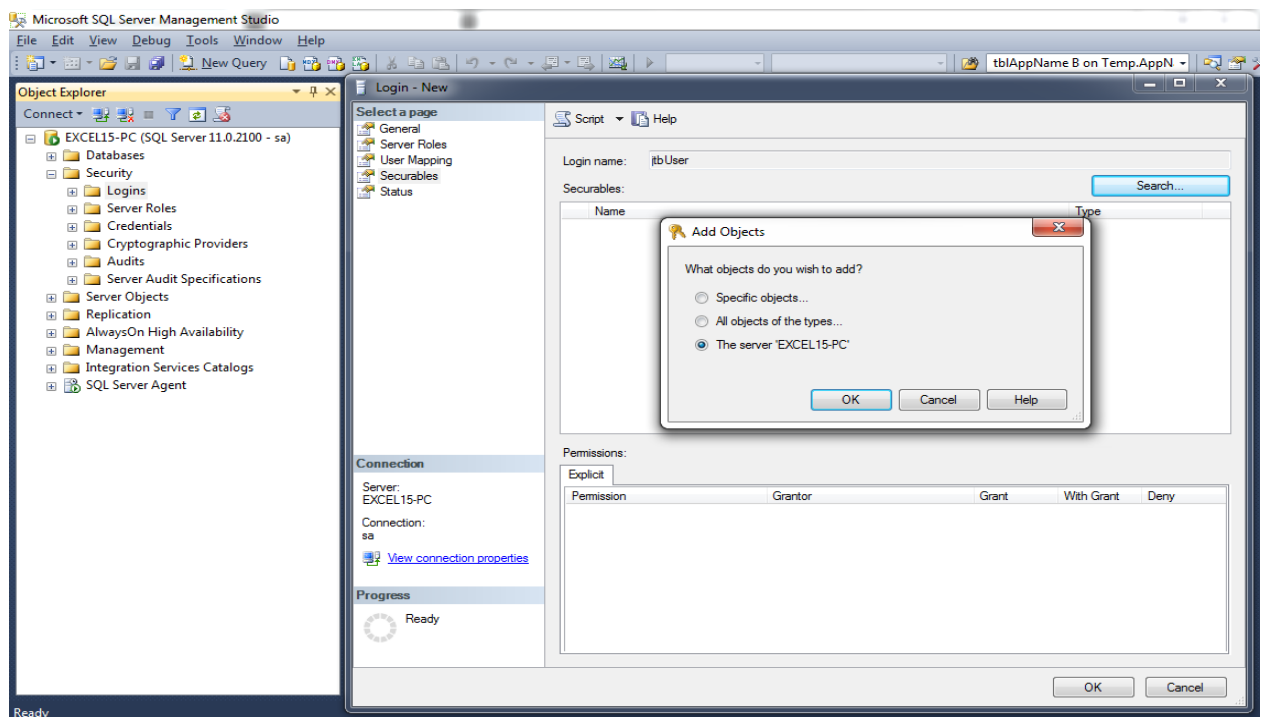 Microsoft SQL Server Management Studio
File Edit View Debug Tools Window Help
New Query tblAppName B on Temp.AppN
Object Explorer
Connect
EXCEL15-PC (SQL Server 11.0.2100 - sa)
Databases
Security
Logins
Server Roles
Credentials
Cryptographic Providers
Audits
Server Audit Specifications
Server Objects
Replication
AlwaysOn High Availability
Management
Integration Services Catalogs
SQL Server Agent
Login - New
Select a page
General
Server Roles
User Mapping
Securables
Status
Script Help
Login name: jtbUser
Securables: Search...
Name Type
Add Objects
What objects do you wish to add?
Specific objects...
All objects of the types...
The server 'EXCEL15-PC'
OK Cancel Help
Permissions:
Explicit
Permission Grantor Grant With Grant Deny
Connection
Server:
EXCEL15-PC
Connection:
sa
View connection properties
Progress
Ready
OK Cancel
Ready